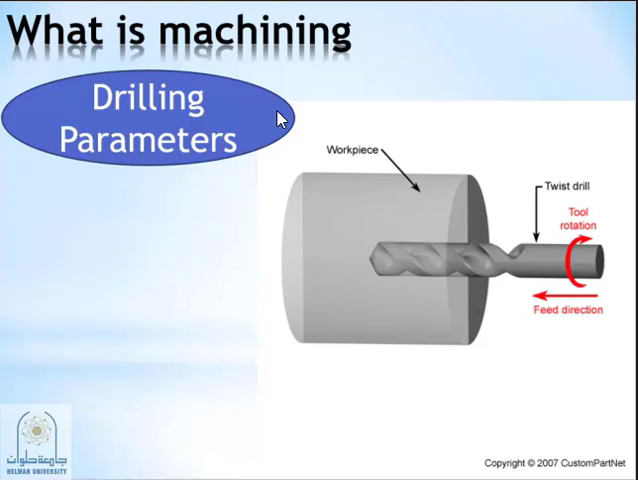 What is machining
Drilling
Parameters
Workpiece
Twist drill
Tool
rotation
Feed direction
جامعة حلوان
HELWAN UNIVERSITY
Copyright © 2007 CustomPartNet